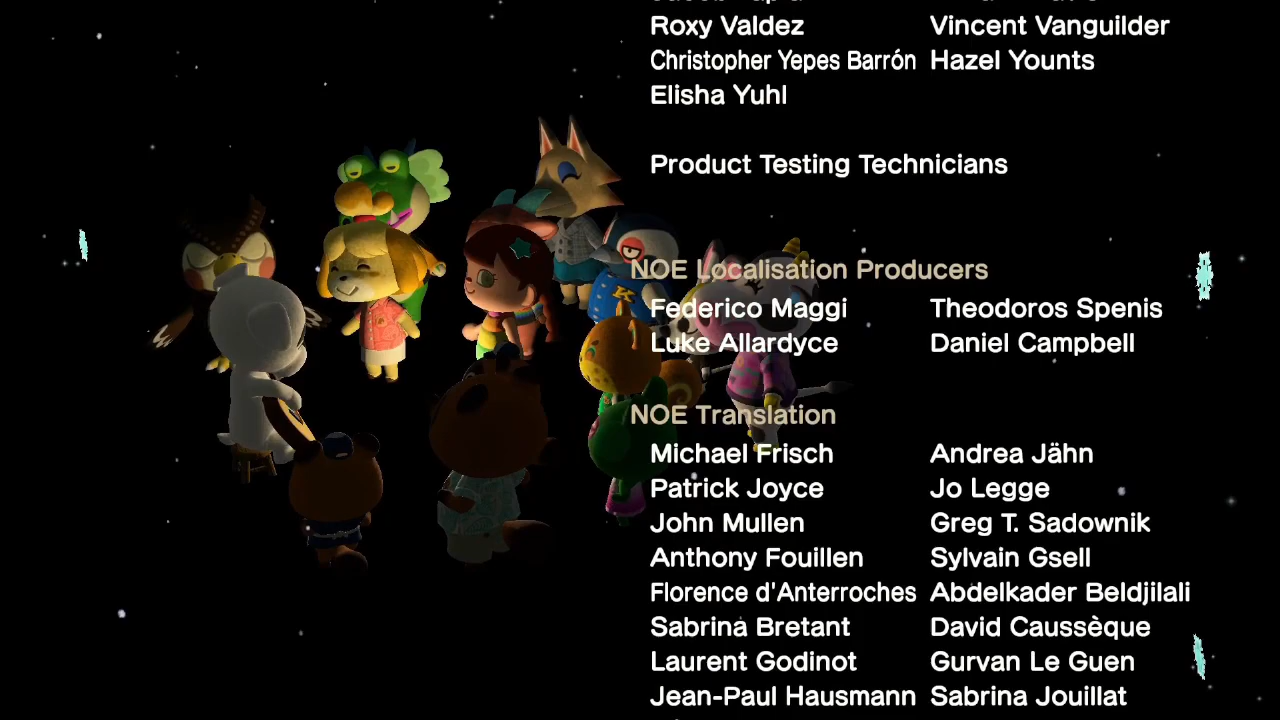 Roxy Valdez Vincent Vanguilder
Christopher Yepes Barrón Hazel Younts
Elisha Yuhl
Product Testing Technicians
NOE Localisation Producers
Federico Maggi Theodoros Spenis
Luke Allardyce Daniel Campbell
NOE Translation
Michael Frisch Andrea Jähn
Patrick Joyce Jo Legge
John Mullen Greg T. Sadownik
Anthony Fouillen Sylvain Gsell
Florence d'Anterroches Abdelkader Beldjilali
Sabrina Bretant David Caussèque
Laurent Godinot Gurvan Le Guen
Jean-Paul Hausmann Sabrina Jouillat